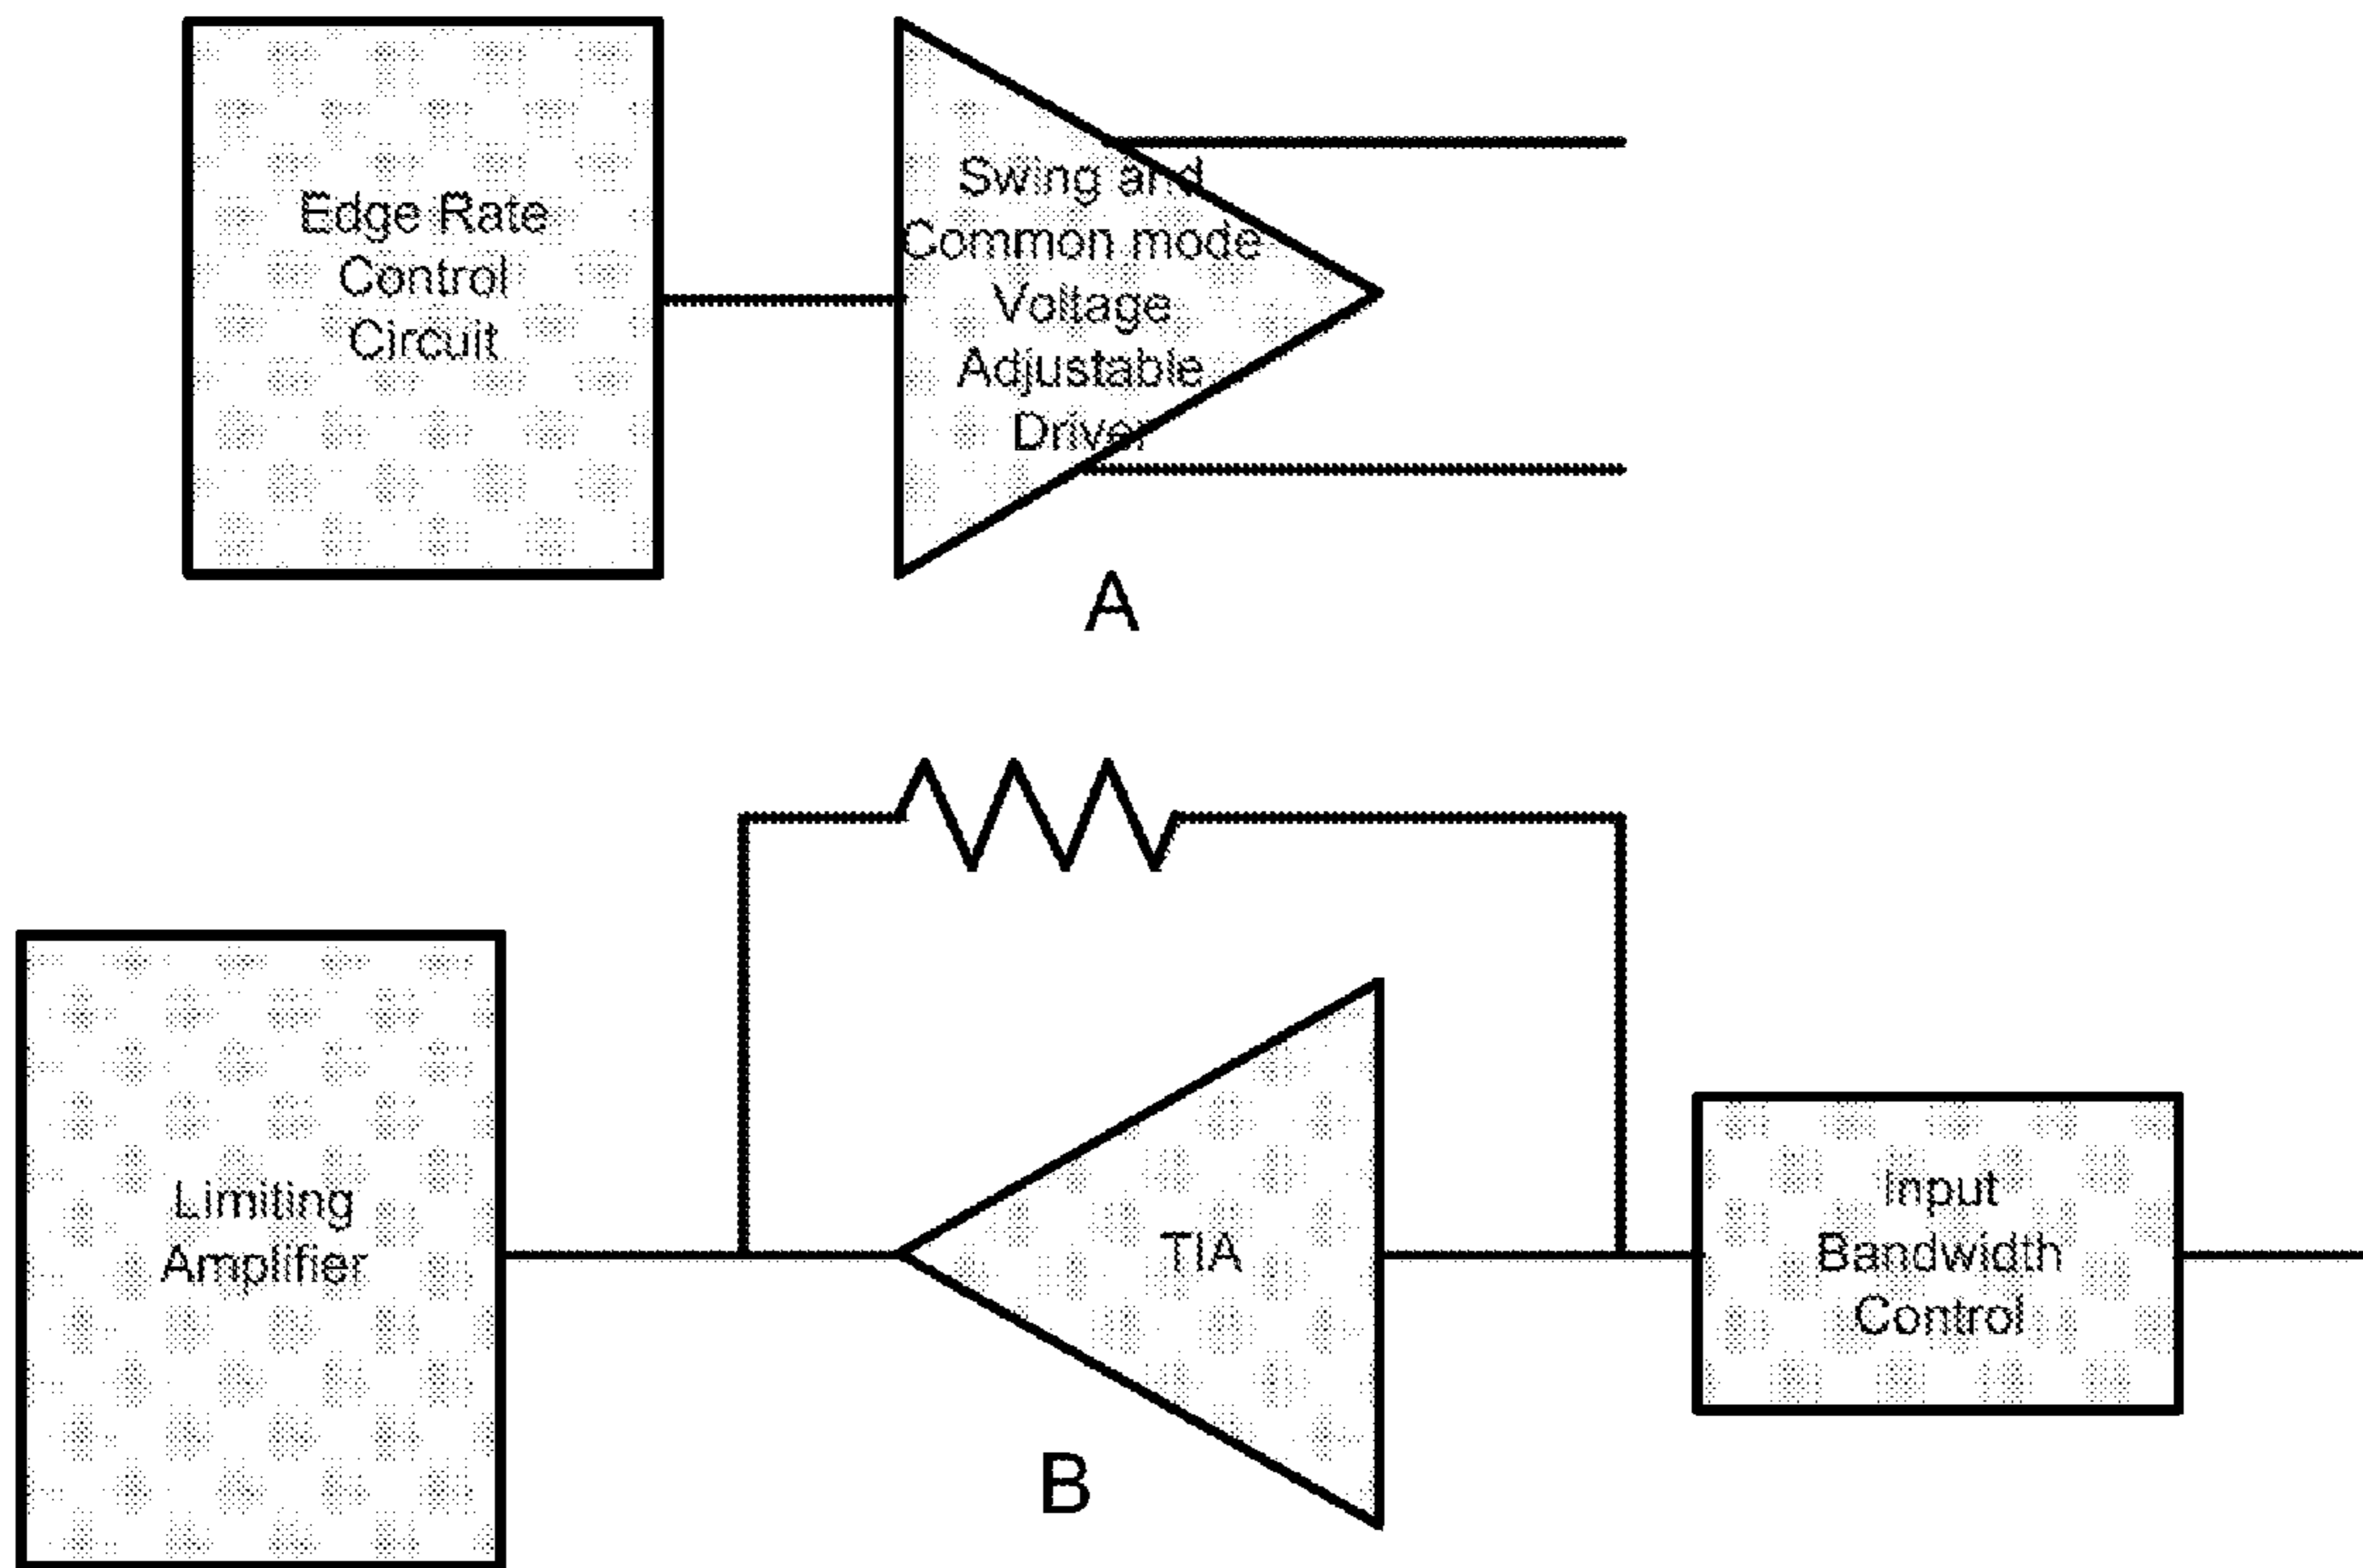 Edge Rate
Control
Circuit
Swing and
Common mode
Voltage
Adjustable
Driver
A
Limiting
Amplifier
TIA
Input
Bandwidth
Control
B